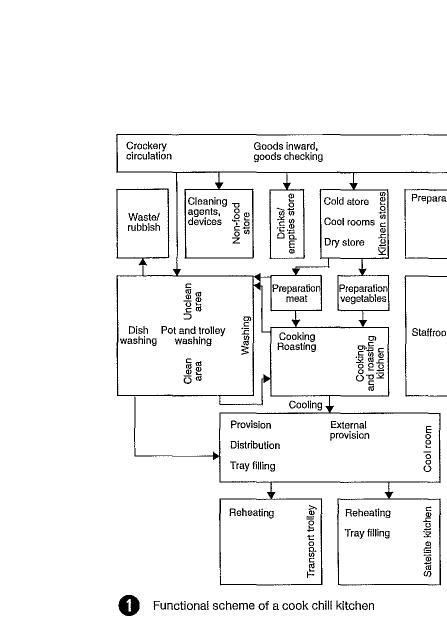 Crockery
circulation
Goods inward,
goods checking
Waste/
rubbish
Cleaning
agents,
devices
Non-food
store
Drinks/
empties store
Cold store
Cool rooms
Dry store
Kitchen stores
Prepara
Unclean
area
Dish
washing
Pot and trolley
washing
Clean
area
Washing
Preparation
meat
Preparation
vegetables
Cooking
Roasting
Cooking
and roasting
kitchen
Staffroo
Cooling
Provision
Distribution
Tray filling
External
provision
Cool room
Reheating
Transport trolley
Reheating
Tray filling
Satellite kitchen
1 Functional scheme of a cook chill kitchen